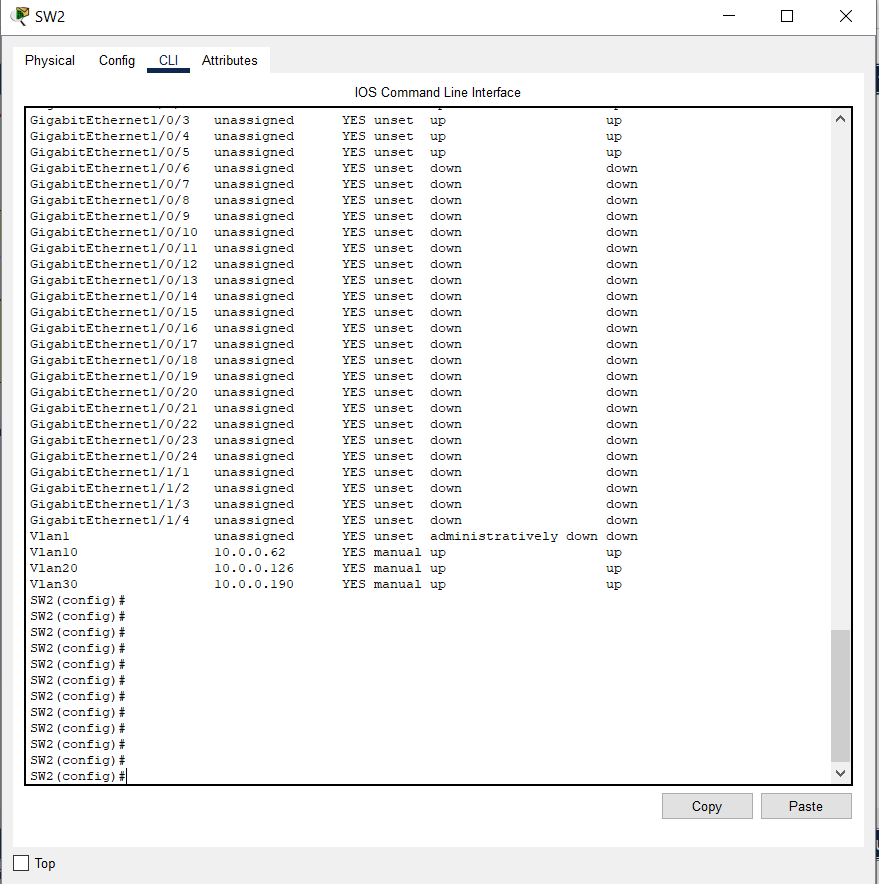 SW2
Physical Config CLI Attributes
IOS Command Line Interface
GigabitEthernet1/0/3 unassigned YES unset up up
GigabitEthernet1/0/4 unassigned YES unset up up
GigabitEthernet1/0/5 unassigned YES unset up up
GigabitEthernet1/0/6 unassigned YES unset down down
GigabitEthernet1/0/7 unassigned YES unset down down
GigabitEthernet1/0/8 unassigned YES unset down down
GigabitEthernet1/0/9 unassigned YES unset down down
GigabitEthernet1/0/10 unassigned YES unset down down
GigabitEthernet1/0/11 unassigned YES unset down down
GigabitEthernet1/0/12 unassigned YES unset down down
GigabitEthernet1/0/13 unassigned YES unset down down
GigabitEthernet1/0/14 unassigned YES unset down down
GigabitEthernet1/0/15 unassigned YES unset down down
GigabitEthernet1/0/16 unassigned YES unset down down
GigabitEthernet1/0/17 unassigned YES unset down down
GigabitEthernet1/0/18 unassigned YES unset down down
GigabitEthernet1/0/19 unassigned YES unset down down
GigabitEthernet1/0/20 unassigned YES unset down down
GigabitEthernet1/0/21 unassigned YES unset down down
GigabitEthernet1/0/22 unassigned YES unset down down
GigabitEthernet1/0/23 unassigned YES unset down down
GigabitEthernet1/0/24 unassigned YES unset down down
GigabitEthernet1/1/1 unassigned YES unset down down
GigabitEthernet1/1/2 unassigned YES unset down down
GigabitEthernet1/1/3 unassigned YES unset down down
GigabitEthernet1/1/4 unassigned YES unset down down
Vlan1 unassigned YES unset administratively down down
Vlan10 10.0.0.62 YES manual up up
Vlan20 10.0.0.126 YES manual up up
Vlan30 10.0.0.190 YES manual up up
SW2(config)#
SW2(config)#
SW2(config)#
SW2(config)#
SW2(config)#
SW2(config)#
SW2(config)#
SW2(config)#
SW2(config)#
SW2(config)#
SW2(config)#
SW2(config)#
Copy Paste
Top